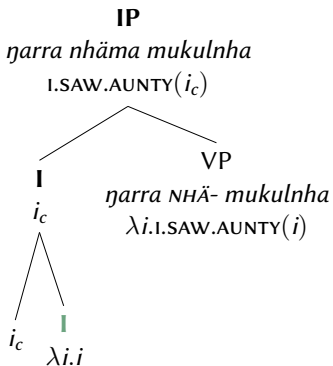 IP
ŋarra nhäma mukulnha
I.SAW.AUNTY(i_c)
I
i_c
VP
ŋarra NHÄ- mukulnha
λi.I.SAW.AUNTY(i)
i_c
I
λi.i